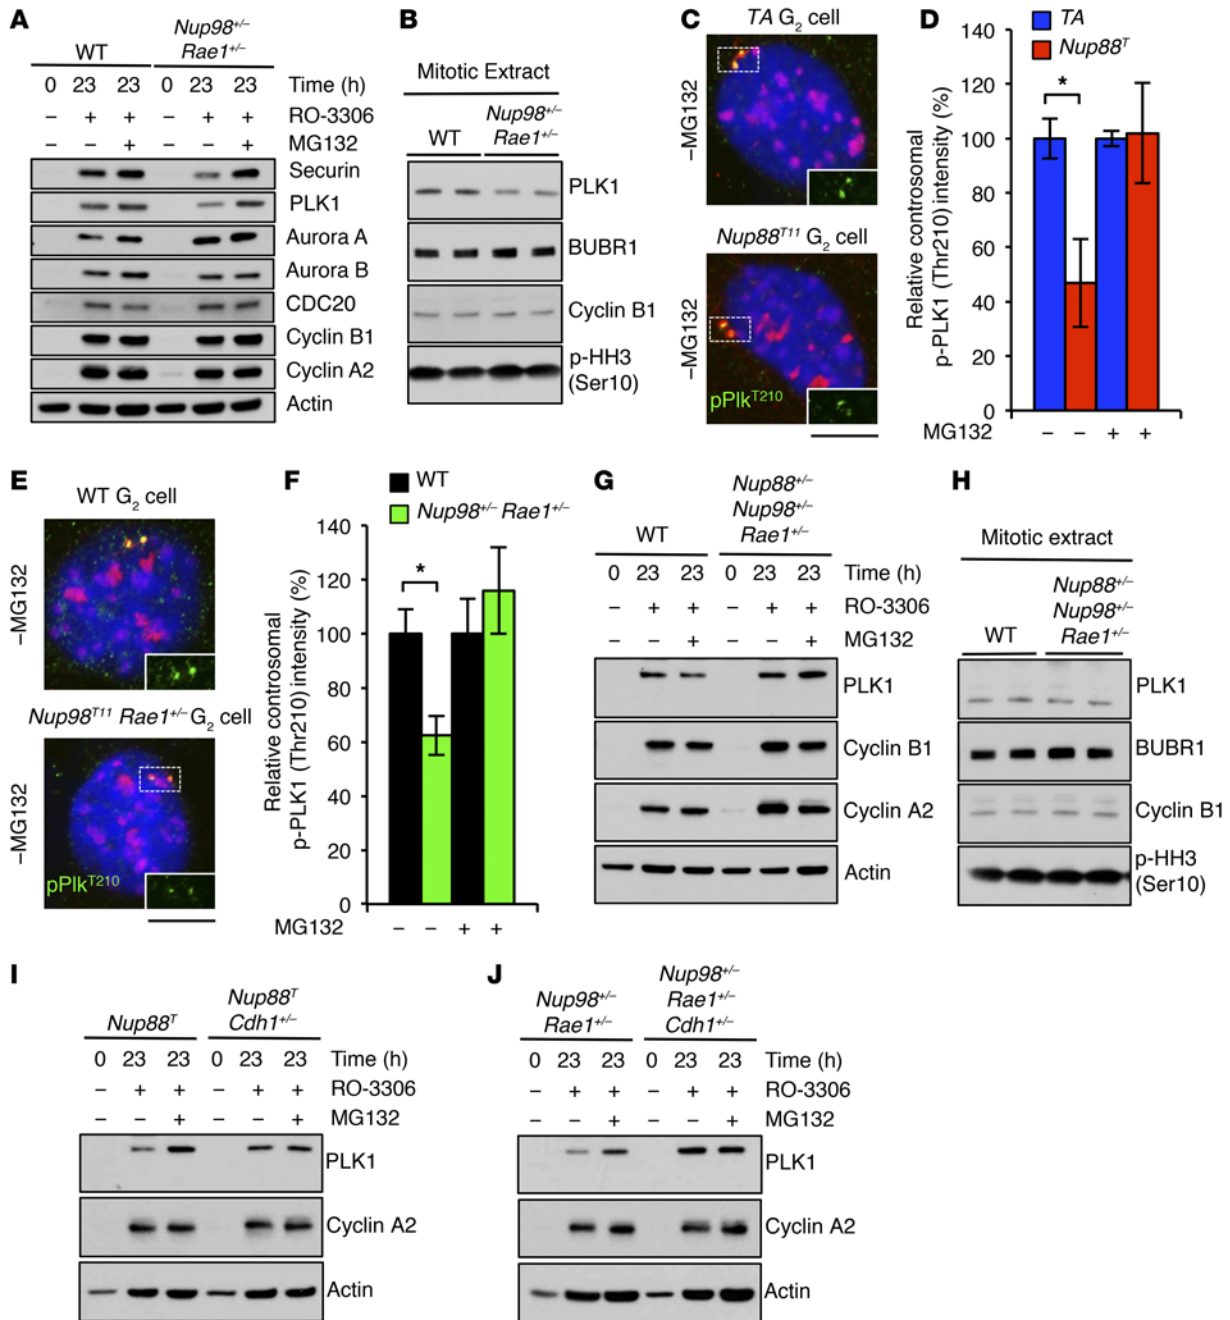 A
WT
Nup98+/–
Rae1+/–
0 23 23 0 23 23 Time (h)
– + + – + + RO-3306
– – + – – + MG132
Securin
PLK1
Aurora A
Aurora B
CDC20
Cyclin B1
Cyclin A2
Actin
B
Mitotic Extract
WT
Nup98+/–
Rae1+/–
PLK1
BUBR1
Cyclin B1
p-HH3
(Ser10)
C
TA G2 cell
–MG132
Nup88T11 G2 cell
–MG132
pPlkT210
D
TA
Nup88T
Relative controsomal
p-PLK1 (Thr210) intensity (%)
140
120
100
80
60
40
20
0
MG132 – – + +
E
WT G2 cell
–MG132
Nup98T11 Rae1+/– G2 cell
–MG132
pPlkT210
F
WT
Nup98+/– Rae1+/–
Relative controsomal
p-PLK1 (Thr210) intensity (%)
140
120
100
80
60
40
20
0
*
*
MG132 – – + +
G
WT
Nup88+/–
Nup98+/–
Rae1+/–
0 23 23 0 23 23 Time (h)
– + + – + + RO-3306
– – + – – + MG132
PLK1
Cyclin B1
Cyclin A2
Actin
H
Mitotic extract
WT
Nup88+/–
Nup98+/–
Rae1+/–
PLK1
BUBR1
Cyclin B1
p-HH3
(Ser10)
I
Nup88T
Nup88T
Cdh1+/–
0 23 23 0 23 23 Time (h)
– + + – + + RO-3306
– – + – – + MG132
PLK1
Cyclin A2
Actin
J
Nup98+/–
Rae1+/–
Nup98+/–
Rae1+/–
Cdh1+/–
0 23 23 0 23 23 Time (h)
– + + – + + RO-3306
– – + – – + MG132
PLK1
Cyclin A2
Actin